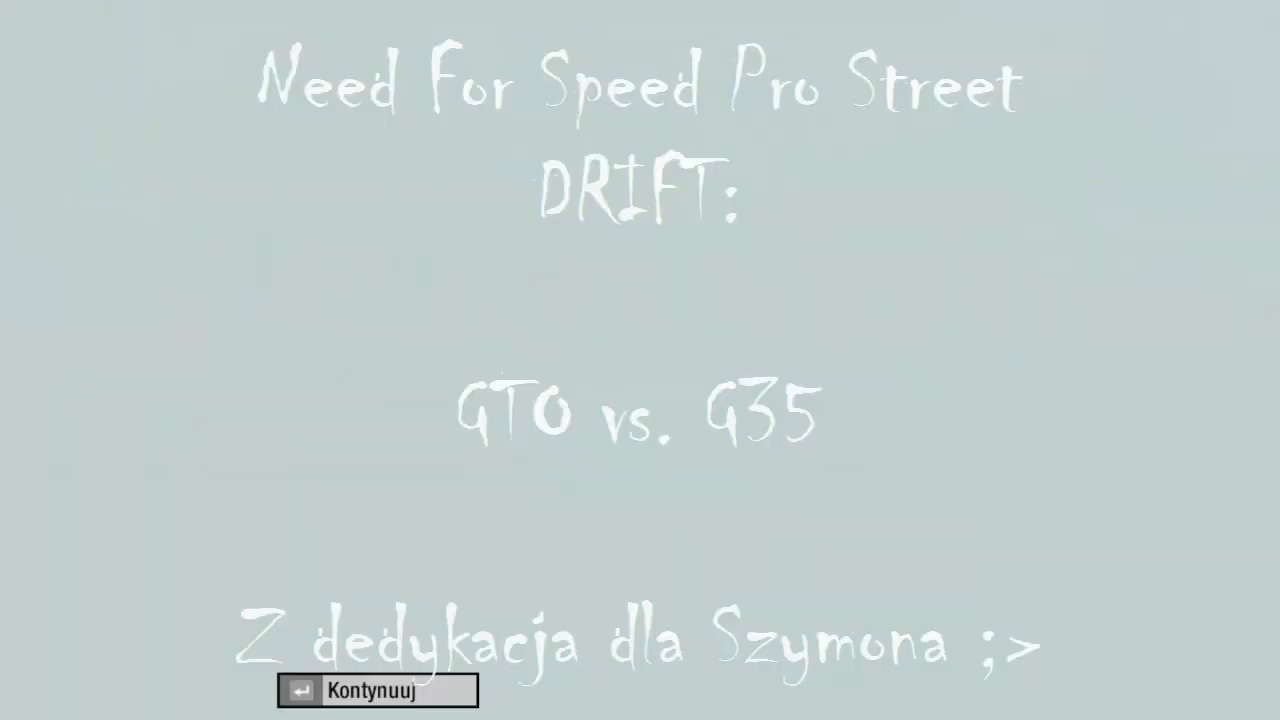 Need For Speed Pro Street
DRIFT:
GTO vs. G35
Z dedykacja dla Szymona ;>
Kontynuuj